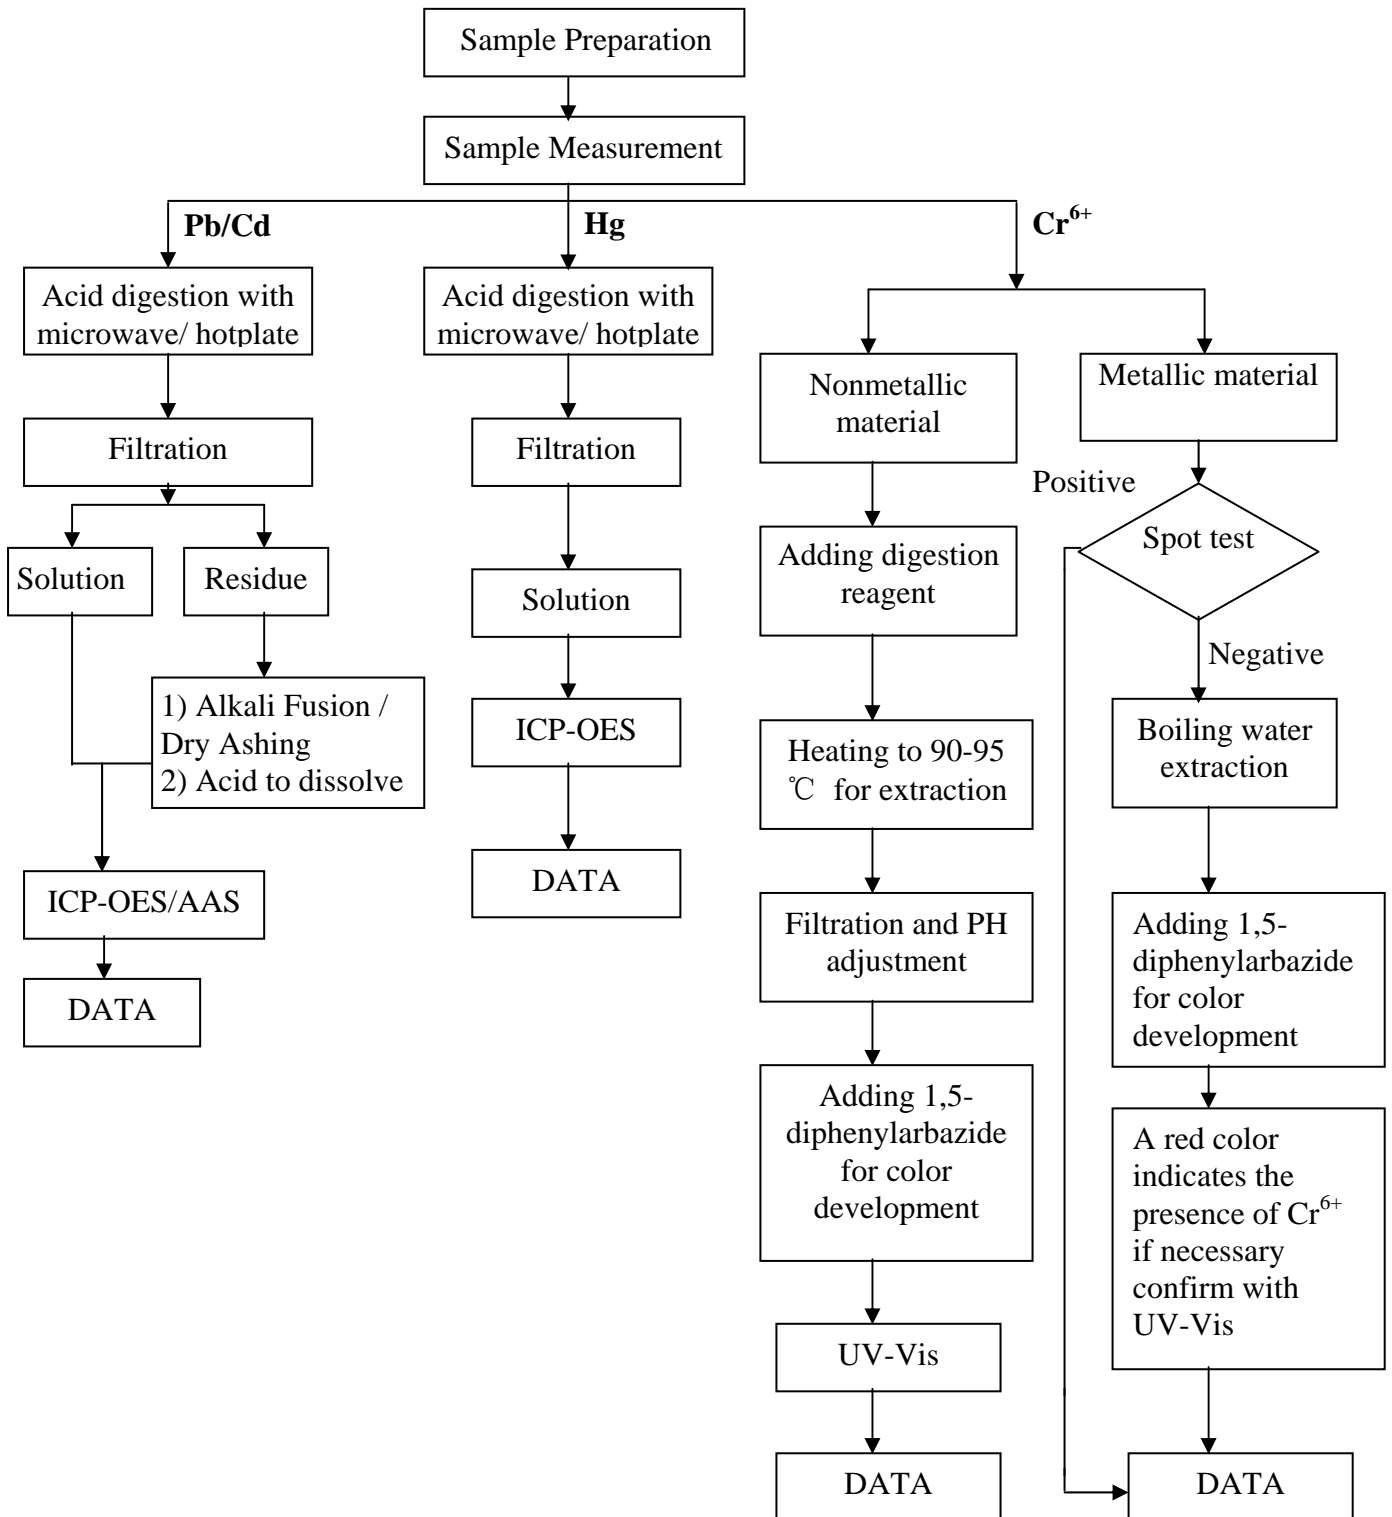 Sample Preparation
Sample Measurement
Pb/Cd
Hg
Cr⁶⁺
Acid digestion with
microwave/ hotplate
Filtration
Solution
Residue
1) Alkali Fusion /
Dry Ashing
2) Acid to dissolve
ICP-OES/AAS
DATA
Acid digestion with
microwave/ hotplate
Filtration
Solution
ICP-OES
DATA
Nonmetallic
material
Adding digestion
reagent
Heating to 90-95
℃ for extraction
Filtration and PH
adjustment
Adding 1,5-
diphenylarbazide
for color
development
UV-Vis
DATA
Metallic material
Positive
Spot test
Negative
Boiling water
extraction
Adding 1,5-
diphenylarbazide
for color
development
A red color
indicates the
presence of Cr⁶⁺
if necessary
confirm with
UV-Vis
DATA